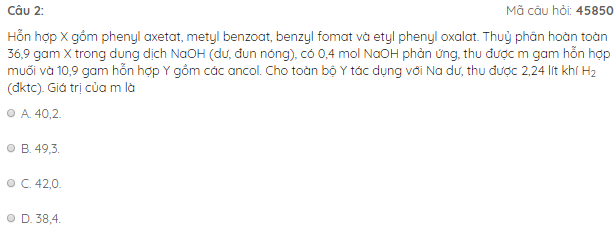 Câu 2:
Mã câu hỏi: 45850
Hỗn hợp X gồm phenyl axetat, metyl benzoat, benzyl fomat và etyl phenyl oxalat. Thuỷ phân hoàn toàn
36,9 gam X trong dung dịch NaOH (dư, đun nóng), có 0,4 mol NaOH phản ứng, thu được m gam hỗn hợp
muối và 10,9 gam hỗn hợp Y gồm các ancol. Cho toàn bộ Y tác dụng với Na dư, thu được 2,24 lít khí H₂
(đktc). Giá trị của m là
A. 40,2.
B. 49,3.
C. 42,0.
D. 38,4.